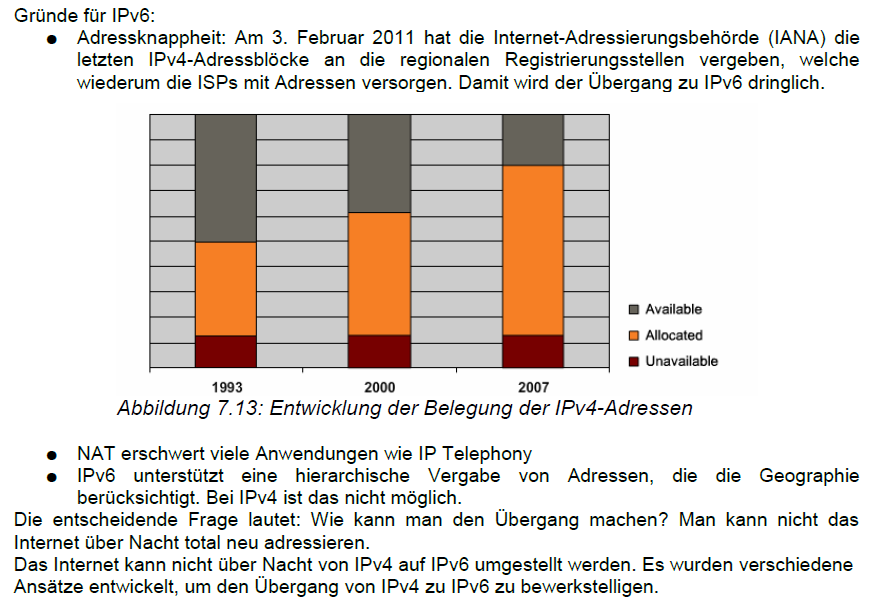 Gründe für IPv6:
● Adressknappheit: Am 3. Februar 2011 hat die Internet-Adressierungsbehörde (IANA) die
letzten IPv4-Adressblöcke an die regionalen Registrierungsstellen vergeben, welche
wiederum die ISPs mit Adressen versorgen. Damit wird der Übergang zu IPv6 dringlich.
Available
Allocated
Unavailable
1993 2000 2007
Abbildung 7.13: Entwicklung der Belegung der IPv4-Adressen
● NAT erschwert viele Anwendungen wie IP Telephony
● IPv6 unterstützt eine hierarchische Vergabe von Adressen, die die Geographie
berücksichtigt. Bei IPv4 ist das nicht möglich.
Die entscheidende Frage lautet: Wie kann man den Übergang machen? Man kann nicht das
Internet über Nacht total neu adressieren.
Das Internet kann nicht über Nacht von IPv4 auf IPv6 umgestellt werden. Es wurden verschiedene
Ansätze entwickelt, um den Übergang von IPv4 zu IPv6 zu bewerkstelligen.